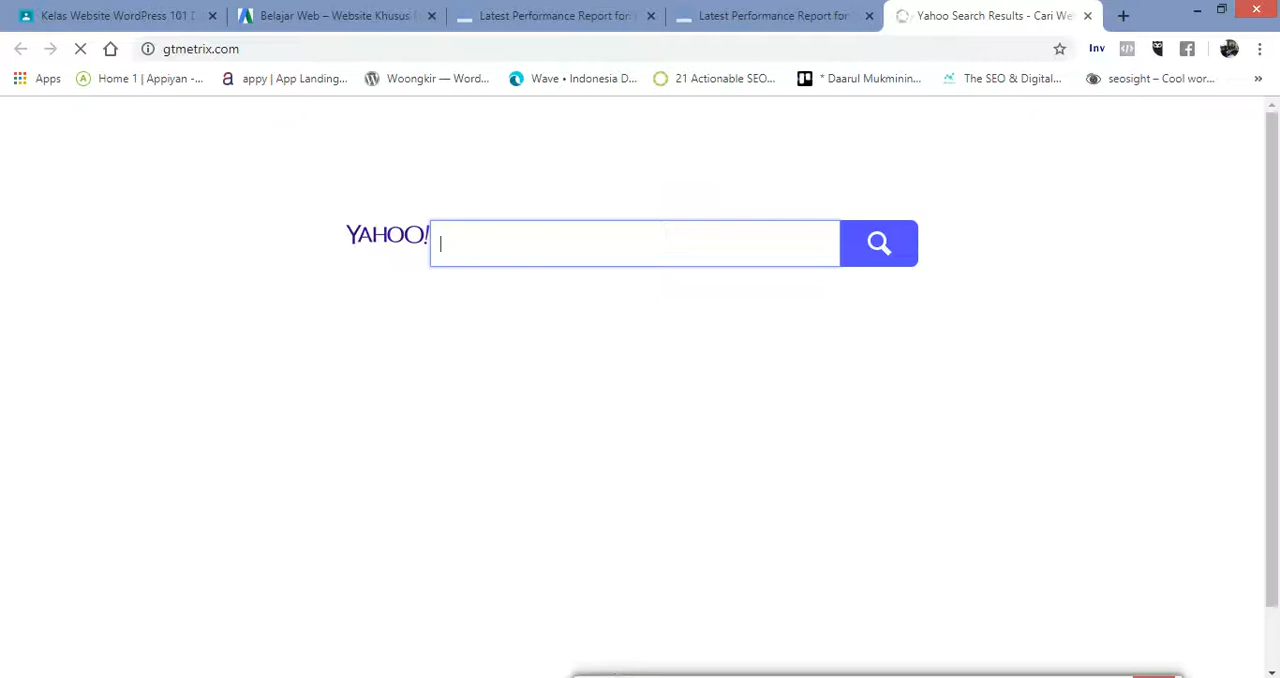 Kelas Website WordPress 101 D
Belajar Web – Website Khusus
Latest Performance Report for:
Latest Performance Report for
Yahoo Search Results - Cari We
gtmetrix.com
Inv
Apps
Home 1 | Appiyan -...
appy | App Landing...
Woongkir — Word...
Wave • Indonesia D...
21 Actionable SEO...
* Daarul Mukminin...
The SEO & Digital...
seosight – Cool wor...
»
YAHOO!